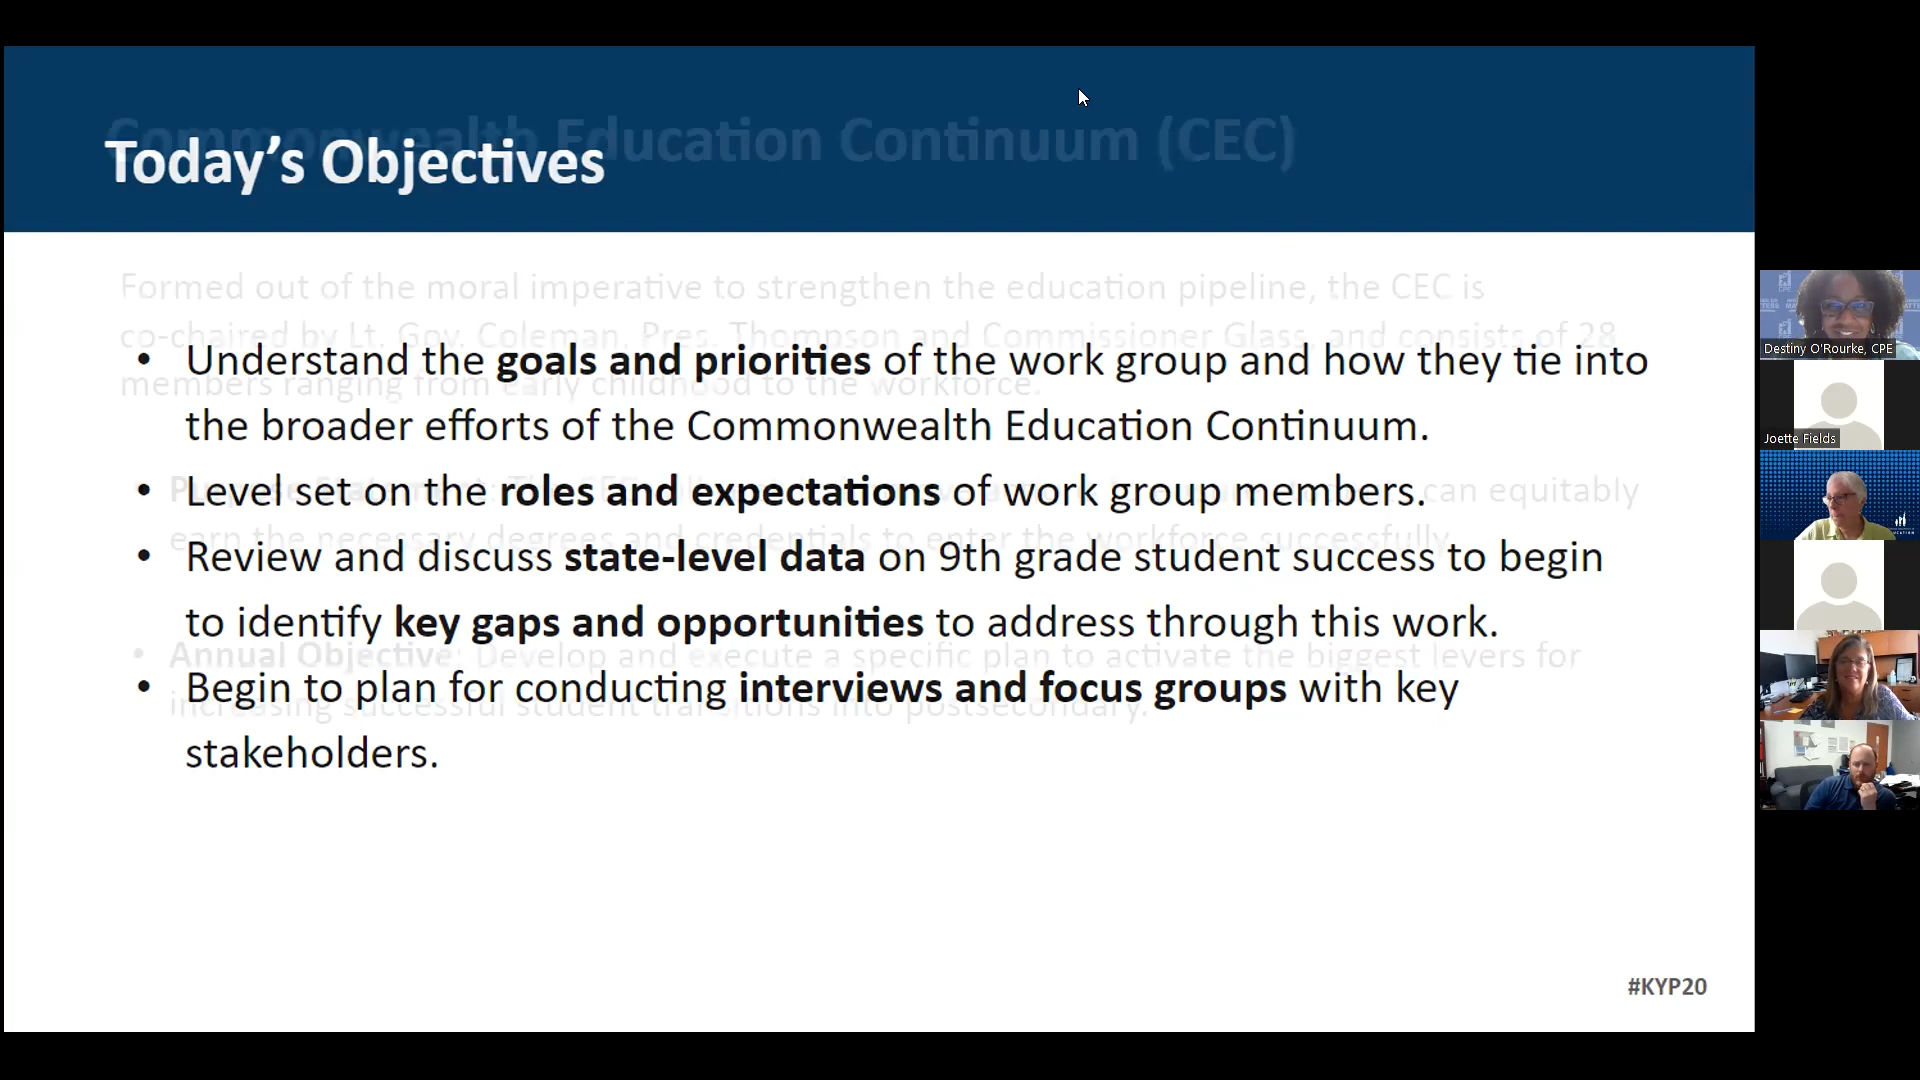 Commonwealth Education Continuum (CEC)
Today's Objectives
Formed out of the moral imperative to strengthen the education pipeline, the CEC is
co-chaired by Lt. Gov. Coleman, Pres. Thompson and Commissioner Glass, and consists of 28
members ranging from early childhood to the workforce.
• Understand the goals and priorities of the work group and how they tie into
the broader efforts of the Commonwealth Education Continuum.
• Purpose Statement: The CEC can equitably
earn the necessary degrees and credentials to enter the workforce successfully.
• Level set on the roles and expectations of work group members.
• Review and discuss state-level data on 9th grade student success to begin
to identify key gaps and opportunities to address through this work.
• Annual Objective: Develop and execute a specific plan to activate the biggest levers for
increasing successful student transitions into postsecondary.
• Begin to plan for conducting interviews and focus groups with key
stakeholders.
#KYP20
Destiny O'Rourke, CPE
Joette Fields